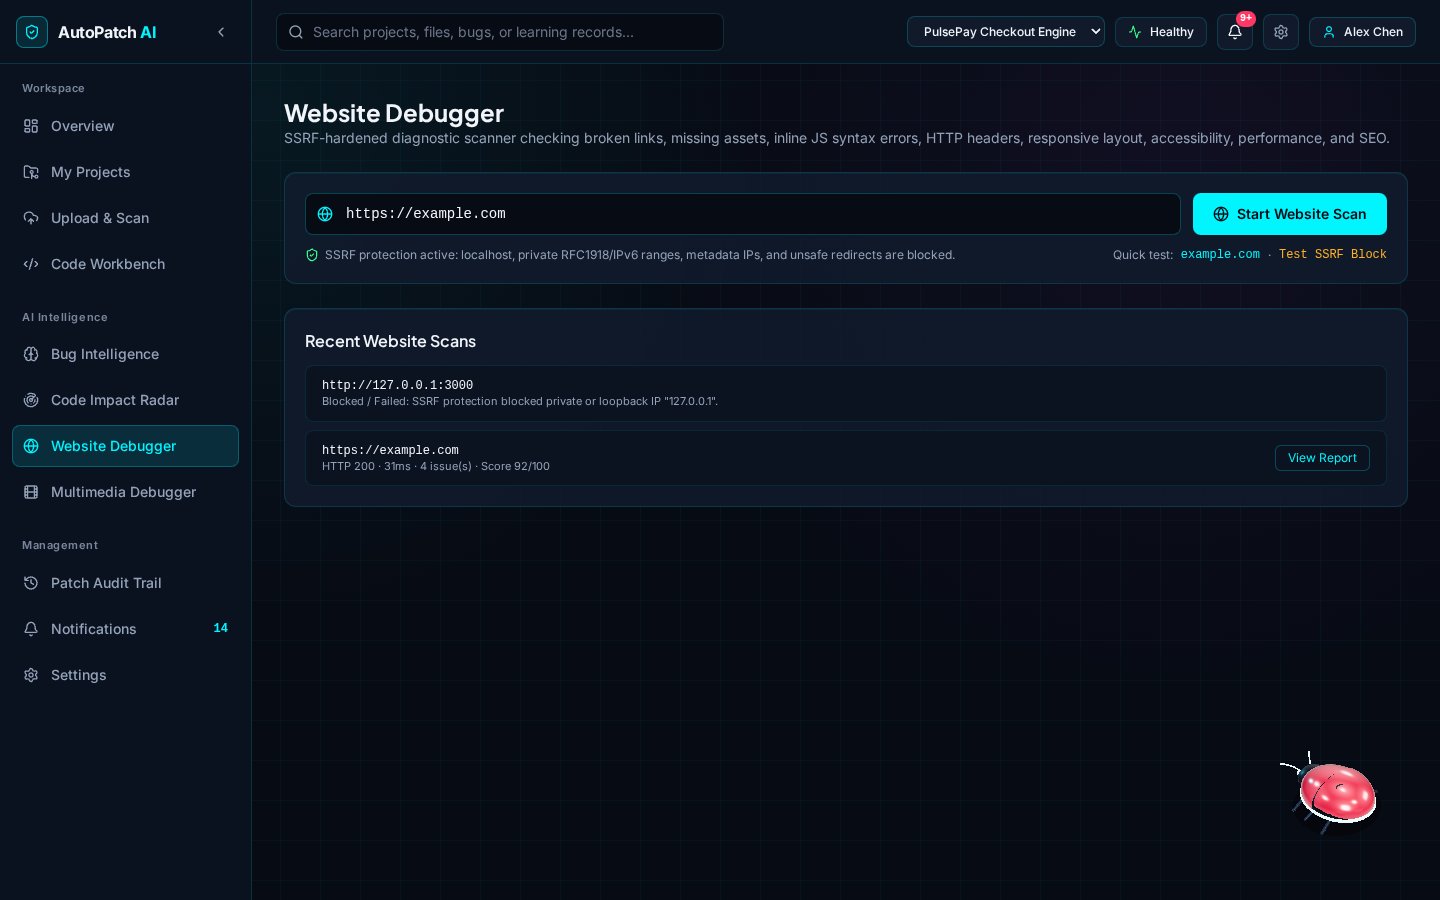 AutoPatch AI
Search projects, files, bugs, or learning records...
PulsePay Checkout Engine
Healthy
9+
Alex Chen
Workspace
Overview
My Projects
Upload & Scan
Code Workbench
AI Intelligence
Bug Intelligence
Code Impact Radar
Website Debugger
Multimedia Debugger
Management
Patch Audit Trail
Notifications 14
Settings
Website Debugger
SSRF-hardened diagnostic scanner checking broken links, missing assets, inline JS syntax errors, HTTP headers, responsive layout, accessibility, performance, and SEO.
https://example.com
Start Website Scan
SSRF protection active: localhost, private RFC1918/IPv6 ranges, metadata IPs, and unsafe redirects are blocked.
Quick test: example.com · Test SSRF Block
Recent Website Scans
http://127.0.0.1:3000
Blocked / Failed: SSRF protection blocked private or loopback IP "127.0.0.1".
https://example.com
HTTP 200 · 31ms · 4 issue(s) · Score 92/100
View Report